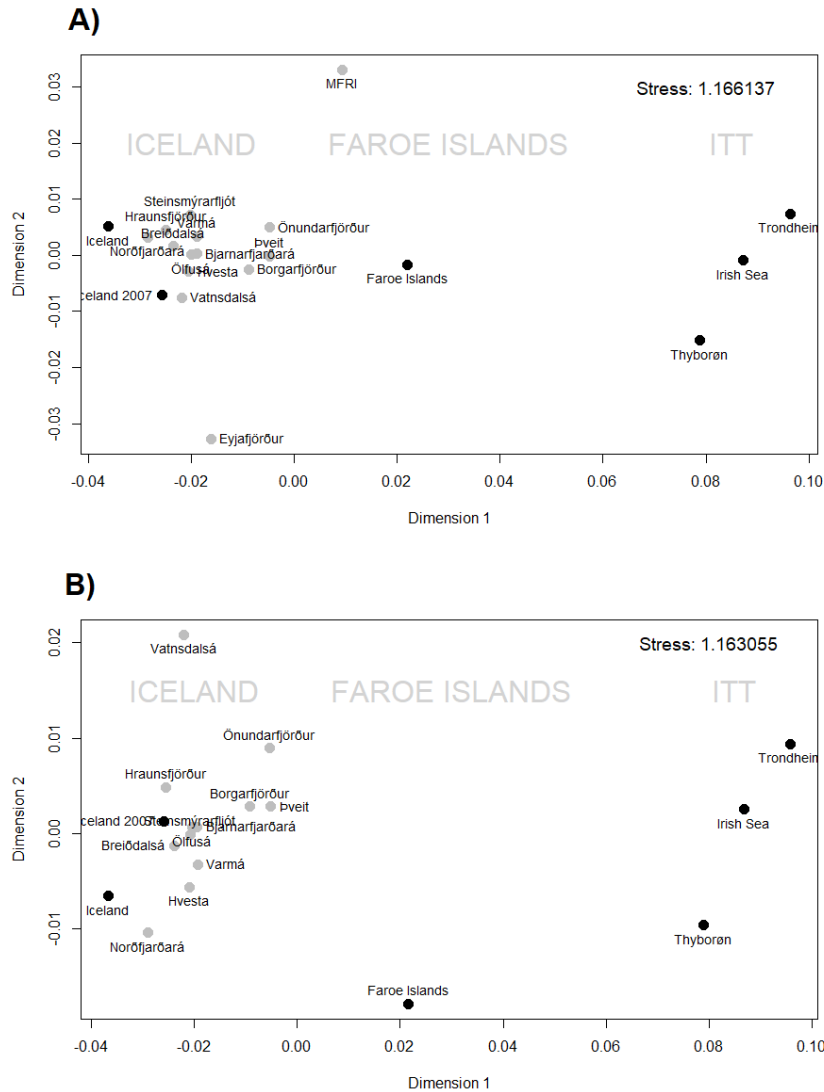 A)
MFRI
Stress: 1.166137
ICELAND FAROE ISLANDS ITT
Steinsmýrarfljót
Hraunsfjörður
Varmá
Önundarfjörður
Breiðdalsá
Iceland
Þveit
Trondheim
Norðfjarðará
Bjarnarfjarðará
Ölfusá
Hvesta
Borgarfjörður
Faroe Islands
Irish Sea
celand 2007
Vatnsdalsá
Thyborøn
Eyjafjörður
Dimension 2
0.03
0.02
0.01
0.00
-0.01
-0.02
-0.03
-0.04 -0.02 0.00 0.02 0.04 0.06 0.08 0.10
Dimension 1
B)
Stress: 1.163055
Vatnsdalsá
ICELAND FAROE ISLANDS ITT
Önundarfjörður
Trondheim
Hraunsfjörður
Borgarfjörður
Þveit
celand 2007
Steinsmýrarfljót
Bjarnarfjarðará
Irish Sea
Breiðdalsá
Ölfusá
Varmá
Hvesta
Iceland
Norðfjarðará
Thyborøn
Faroe Islands
Dimension 2
0.02
0.01
0.00
-0.01
-0.04 -0.02 0.00 0.02 0.04 0.06 0.08 0.10
Dimension 1